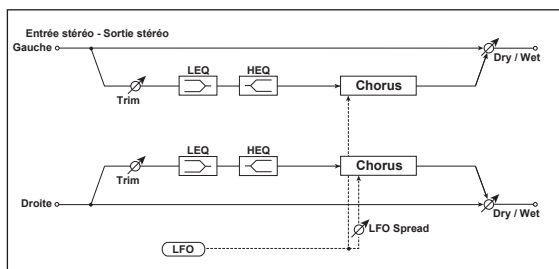 Entrée stéréo - Sortie stéréo
Gauche
Dry / Wet
LEQ
HEQ
Chorus
Trim
LEQ
HEQ
Chorus
Trim
Droite
Dry / Wet
LFO Spread
LFO